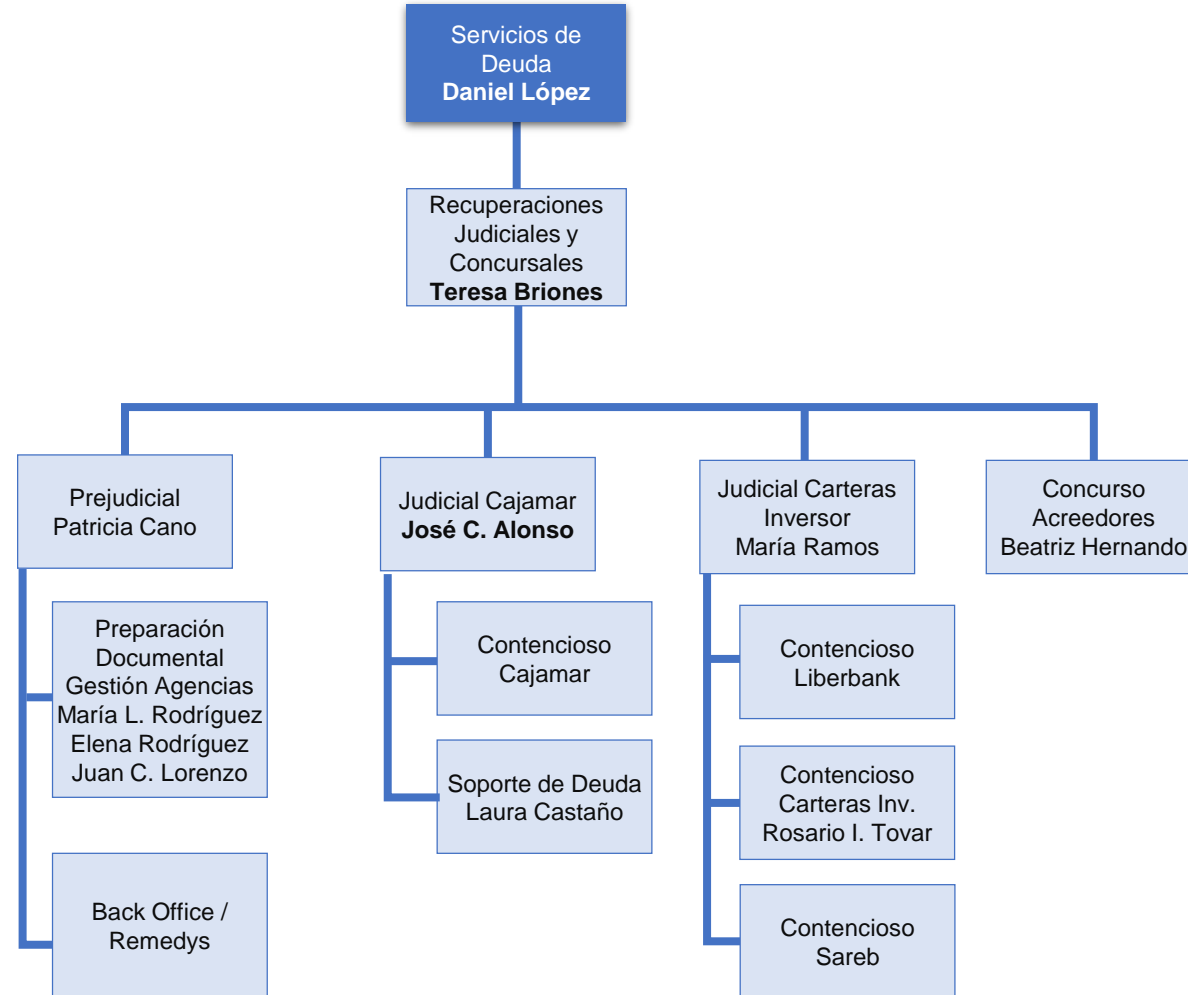 Servicios de
Deuda
Daniel López
Recuperaciones
Judiciales y
Concursales
Teresa Briones
Prejudicial
Patricia Cano
Judicial Cajamar
José C. Alonso
Judicial Carteras
Inversor
María Ramos
Concurso
Acreedores
Beatriz Hernando
Preparación
Documental
Gestión Agencias
María L. Rodríguez
Elena Rodríguez
Juan C. Lorenzo
Contencioso
Cajamar
Contencioso
Liberbank
Soporte de Deuda
Laura Castaño
Contencioso
Carteras Inv.
Rosario I. Tovar
Back Office /
Remedys
Contencioso
Sareb